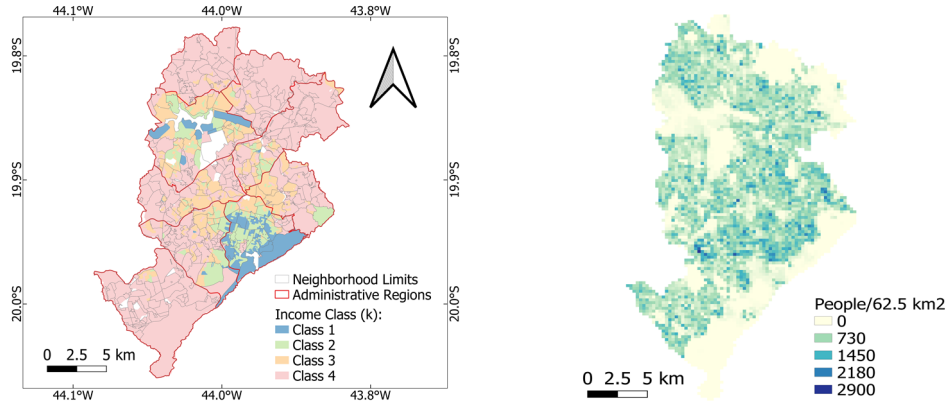 44.1°W 44.0°W 43.8°W
19.8°S 19.8°S
19.9°S 19.9°S
20.0°S 20.0°S
Neighborhood Limits
Administrative Regions
Income Class (k):
Class 1
Class 2
Class 3
Class 4
0 2.5 5 km
44.1°W 44.0°W 43.8°W
People/62.5 km2
0
730
1450
2180
2900
0 2.5 5 km